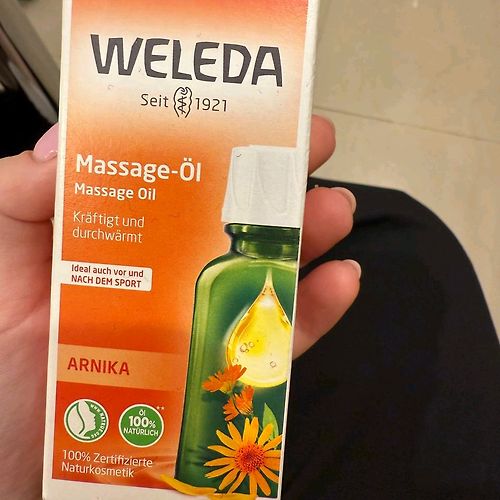 WELEDA
Seit 1921
Massage-Öl
Massage Oil
Kräftigt und
durchwärmt
Ideal auch vor und
NACH DEM SPORT
ARNIKA
Öl
100%
NATÜRLICH
**
100% Zertifizierte
Naturkosmetik